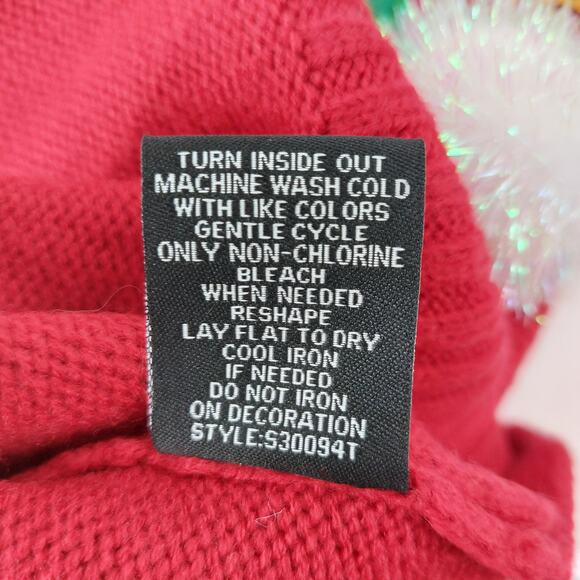 TURN INSIDE OUT
MACHINE WASH COLD
WITH LIKE COLORS
GENTLE CYCLE
ONLY NON-CHLORINE
BLEACH
WHEN NEEDED
RESHAPE
LAY FLAT TO DRY
COOL IRON
IF NEEDED
DO NOT IRON
ON DECORATION
STYLE:S30094T